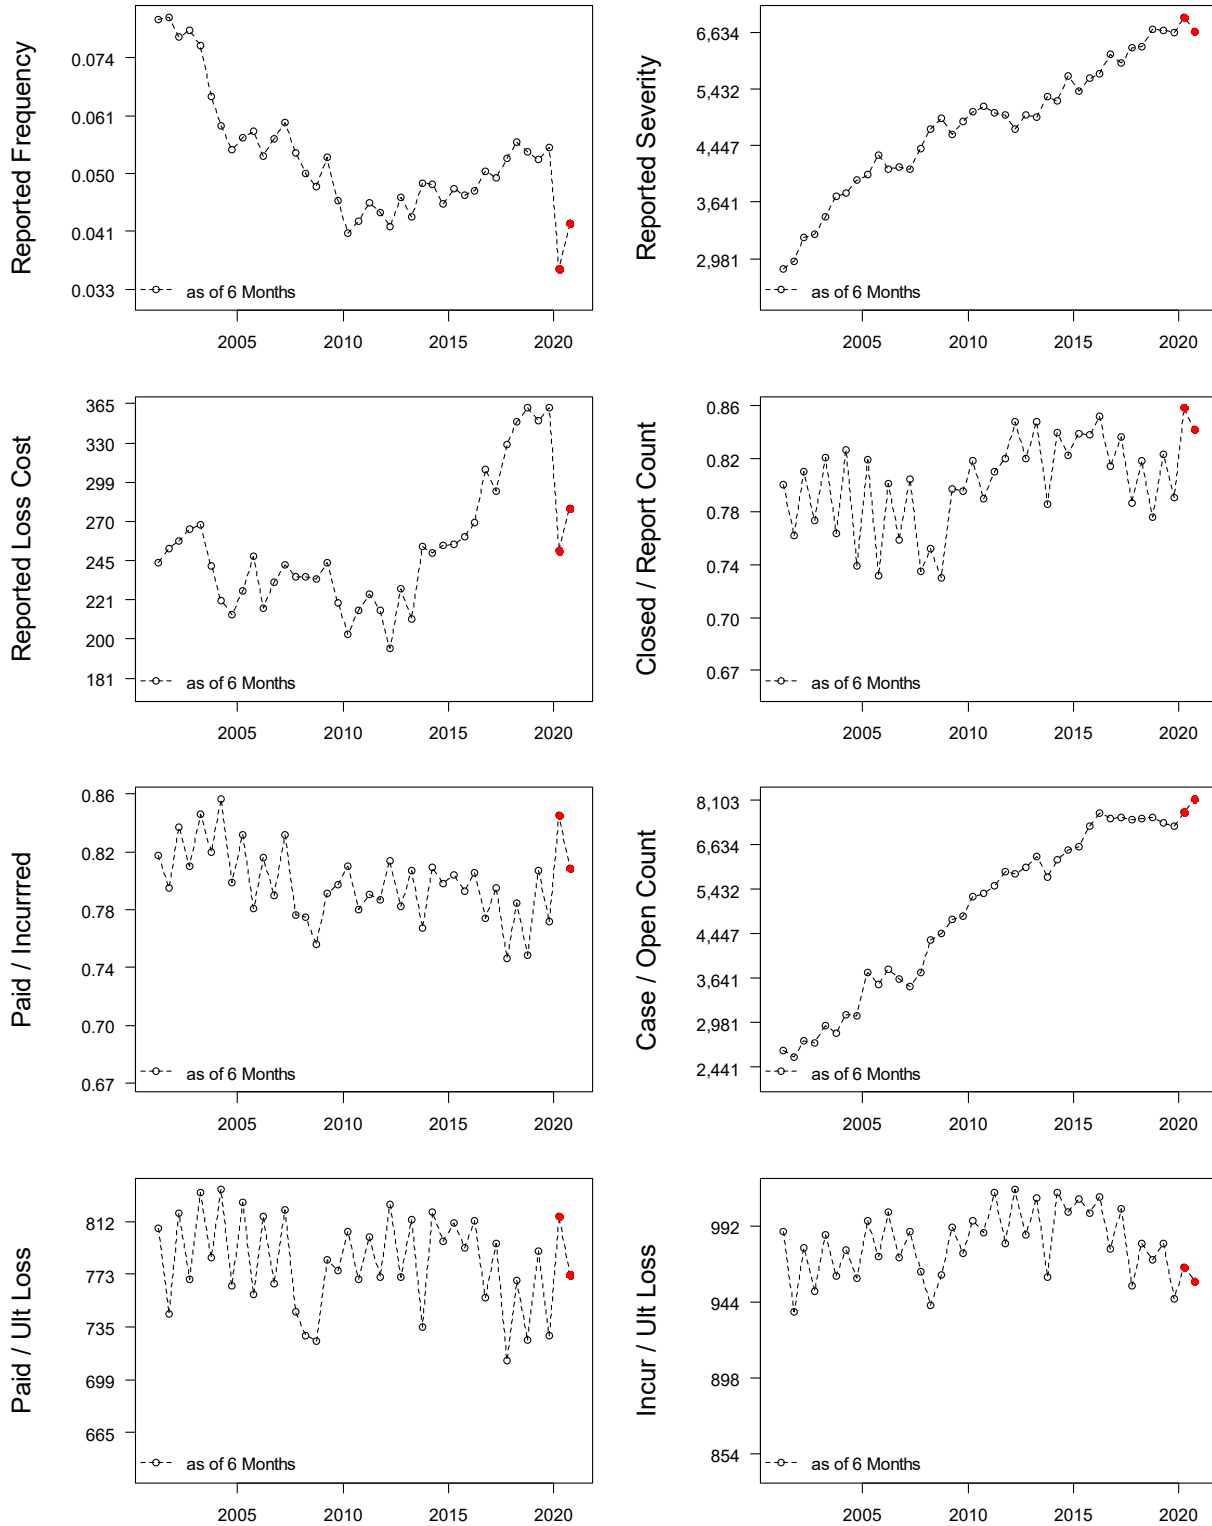 Reported Frequency
0.074
0.061
0.050
0.041
0.033
as of 6 Months
2005 2010 2015 2020
Reported Severity
6,634
5,432
4,447
3,641
2,981
as of 6 Months
2005 2010 2015 2020
Reported Loss Cost
365
330
299
270
245
221
200
181
as of 6 Months
2005 2010 2015 2020
Closed / Report Count
0.86
0.82
0.78
0.74
0.70
0.67
as of 6 Months
2005 2010 2015 2020
Paid / Incurrred
0.86
0.82
0.78
0.74
0.70
0.67
as of 6 Months
2005 2010 2015 2020
Case / Open Count
8,103
6,634
5,432
4,447
3,641
2,981
2,441
as of 6 Months
2005 2010 2015 2020
Paid / Ult Loss
812
773
735
699
665
as of 6 Months
2005 2010 2015 2020
Incur / Ult Loss
992
944
898
854
as of 6 Months
2005 2010 2015 2020